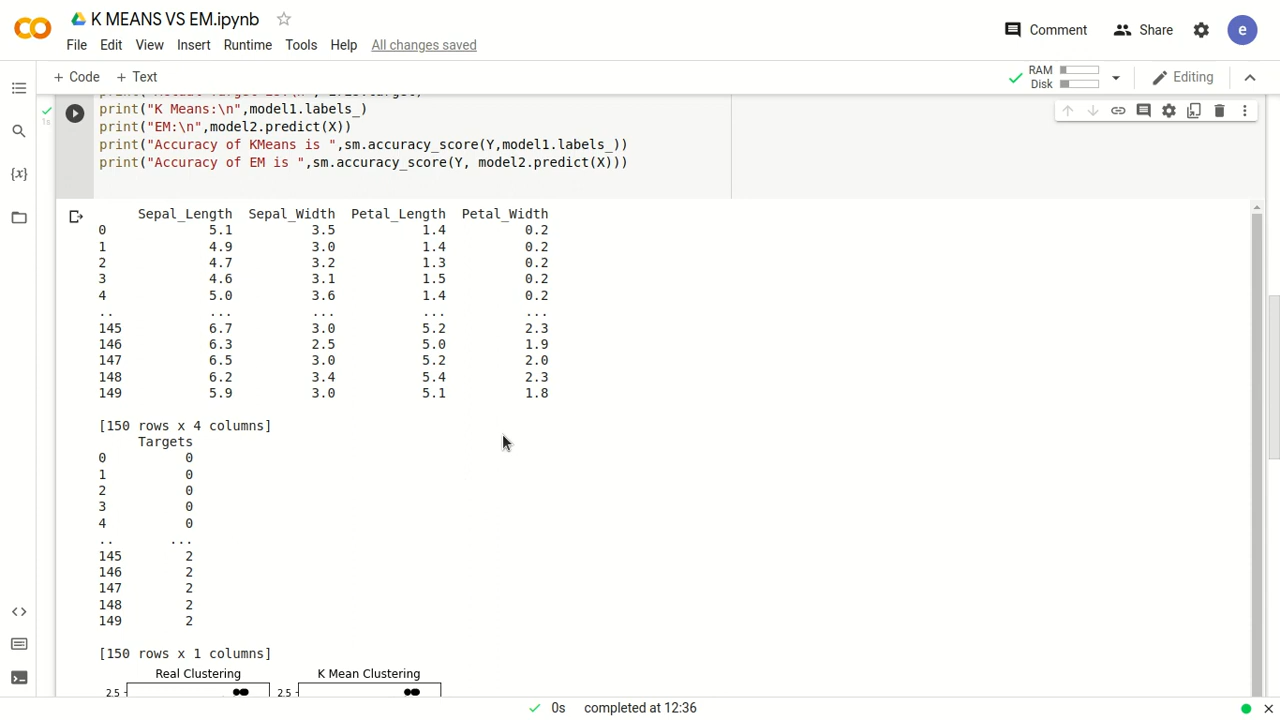 K MEANS VS EM.ipynb
Comment
Share
e
File Edit View Insert Runtime Tools Help All changes saved
+ Code + Text
RAM
Disk
Editing
print("K Means:\n",model1.labels_)
print("EM:\n",model2.predict(X))
print("Accuracy of KMeans is ",sm.accuracy_score(Y,model1.labels_))
print("Accuracy of EM is ",sm.accuracy_score(Y, model2.predict(X)))
1s
Sepal_Length Sepal_Width Petal_Length Petal_Width
0 5.1 3.5 1.4 0.2
1 4.9 3.0 1.4 0.2
2 4.7 3.2 1.3 0.2
3 4.6 3.1 1.5 0.2
4 5.0 3.6 1.4 0.2
.. ... ... ... ...
145 6.7 3.0 5.2 2.3
146 6.3 2.5 5.0 1.9
147 6.5 3.0 5.2 2.0
148 6.2 3.4 5.4 2.3
149 5.9 3.0 5.1 1.8
[150 rows x 4 columns]
Targets
0 0
1 0
2 0
3 0
4 0
.. ...
145 2
146 2
147 2
148 2
149 2
[150 rows x 1 columns]
Real Clustering K Mean Clustering
2.5 2.5
0s completed at 12:36